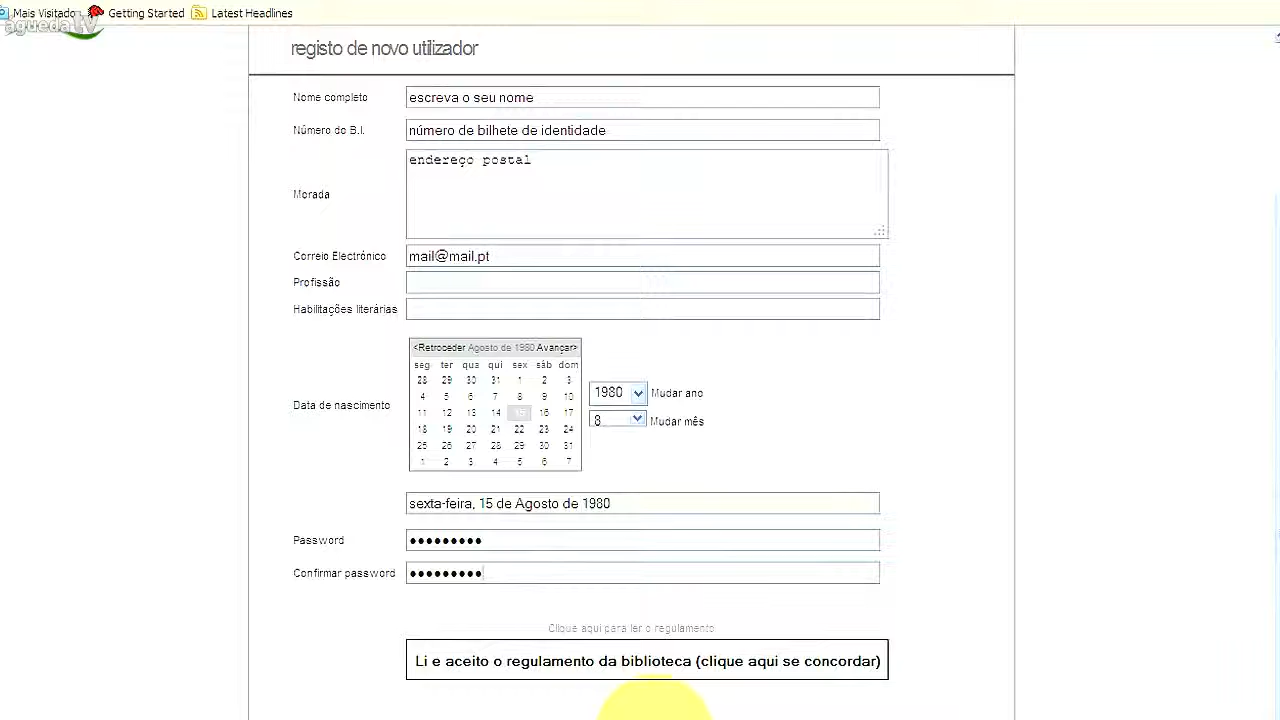 Mais Visitado Getting Started Latest Headlines
águeda TV
registo de novo utilizador
Nome completo escreva o seu nome
Número do B.I. número de bilhete de identidade
endereço postal
Morada
Correio Electrónico mail@mail.pt
Profissão
Habilitações literárias
<Retroceder Agosto de 1980 Avançar>
seg ter qua qui sex sáb dom
28 29 30 31 1 2 3
4 5 6 7 8 9 10
11 12 13 14 15 16 17
18 19 20 21 22 23 24
25 26 27 28 29 30 31
1 2 3 4 5 6 7
Data de nascimento
1980 Mudar ano
8 Mudar mês
sexta-feira, 15 de Agosto de 1980
Password •••••••••
Confirmar password •••••••••
Clique aqui para ler o regulamento
Li e aceito o regulamento da biblioteca (clique aqui se concordar)